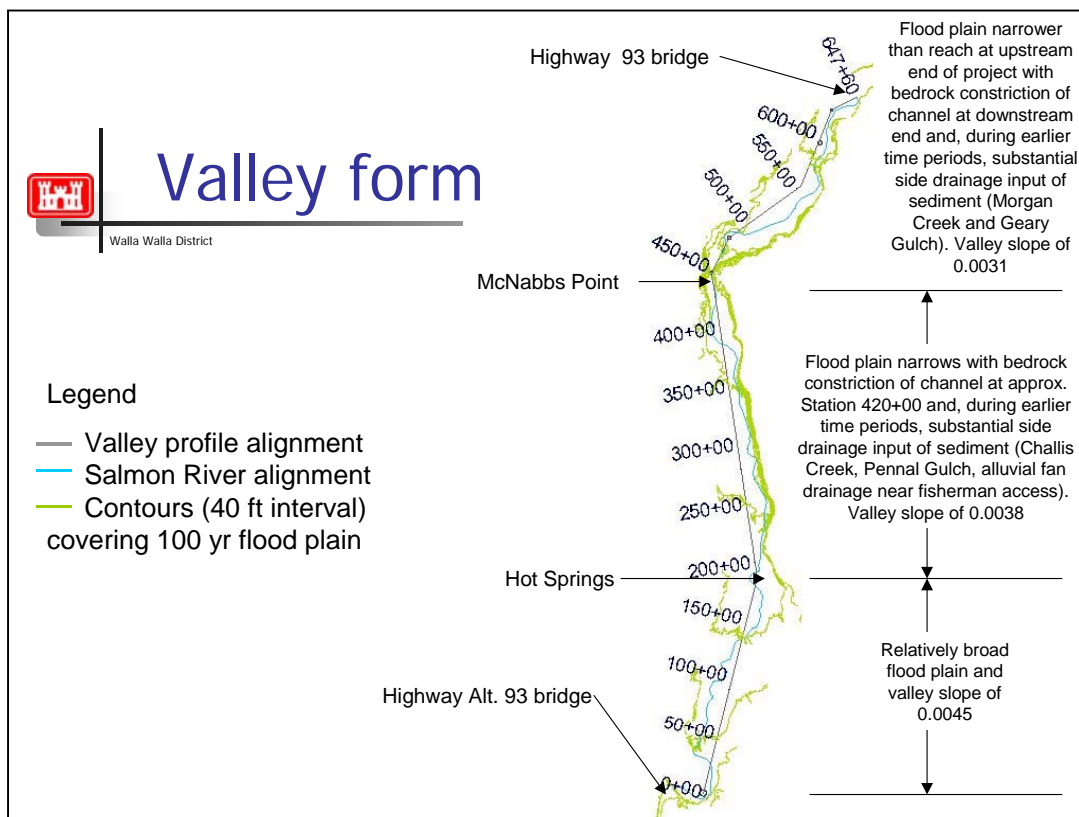 Valley form
Walla Walla District
Legend
Valley profile alignment
Salmon River alignment
Contours (40 ft interval)
covering 100 yr flood plain
Highway 93 bridge
McNabbs Point
Hot Springs
Highway Alt. 93 bridge
647+60
600+00
550+00
500+00
450+00
400+00
350+00
300+00
250+00
200+00
150+00
100+00
50+00
0+00
Flood plain narrower
than reach at upstream
end of project with
bedrock constriction of
channel at downstream
end and, during earlier
time periods, substantial
side drainage input of
sediment (Morgan
Creek and Geary
Gulch). Valley slope of
0.0031
Flood plain narrows with bedrock
constriction of channel at approx.
Station 420+00 and, during earlier
time periods, substantial side
drainage input of sediment (Challis
Creek, Pennal Gulch, alluvial fan
drainage near fisherman access).
Valley slope of 0.0038
Relatively broad
flood plain and
valley slope of
0.0045